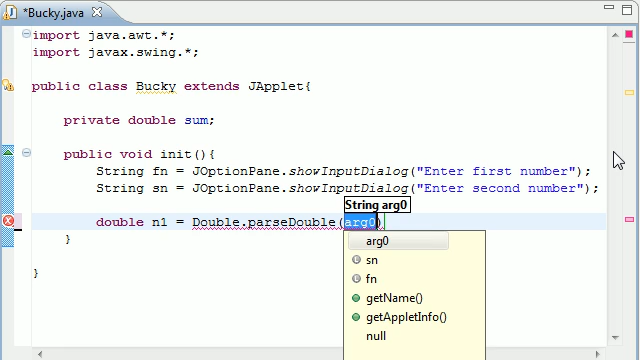 *Bucky.java
import java.awt.*;
import javax.swing.*;
public class Bucky extends JApplet{
private double sum;
public void init(){
String fn = JOptionPane.showInputDialog("Enter first number");
String sn = JOptionPane.showInputDialog("Enter second number");
String arg0
double n1 = Double.parseDouble(arg0)
}
arg0
sn
fn
}
getName()
getAppletInfo()
null